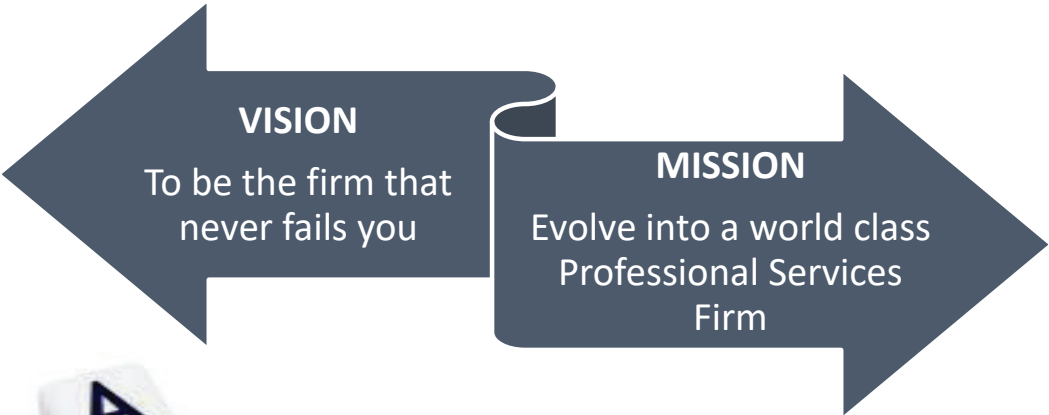 VISION
To be the firm that
never fails you
MISSION
Evolve into a world class
Professional Services
Firm